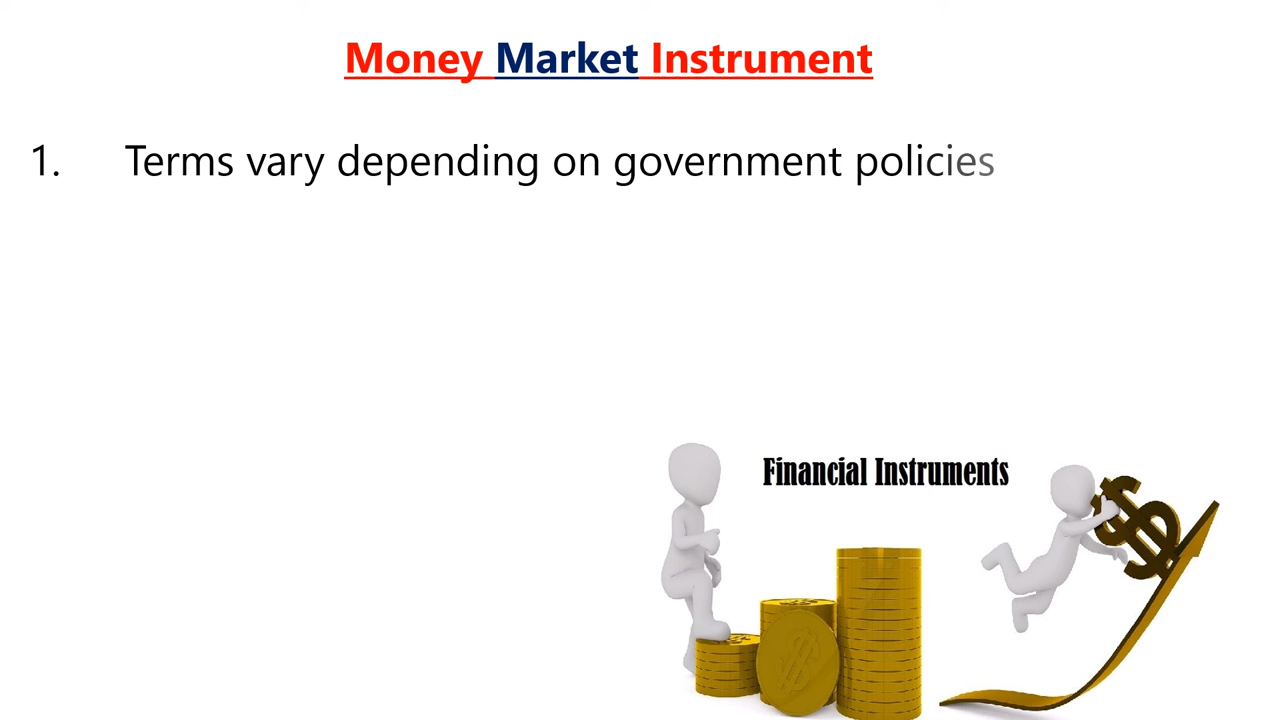 Money Market Instrument
1. Terms vary depending on government policies
Financial Instruments